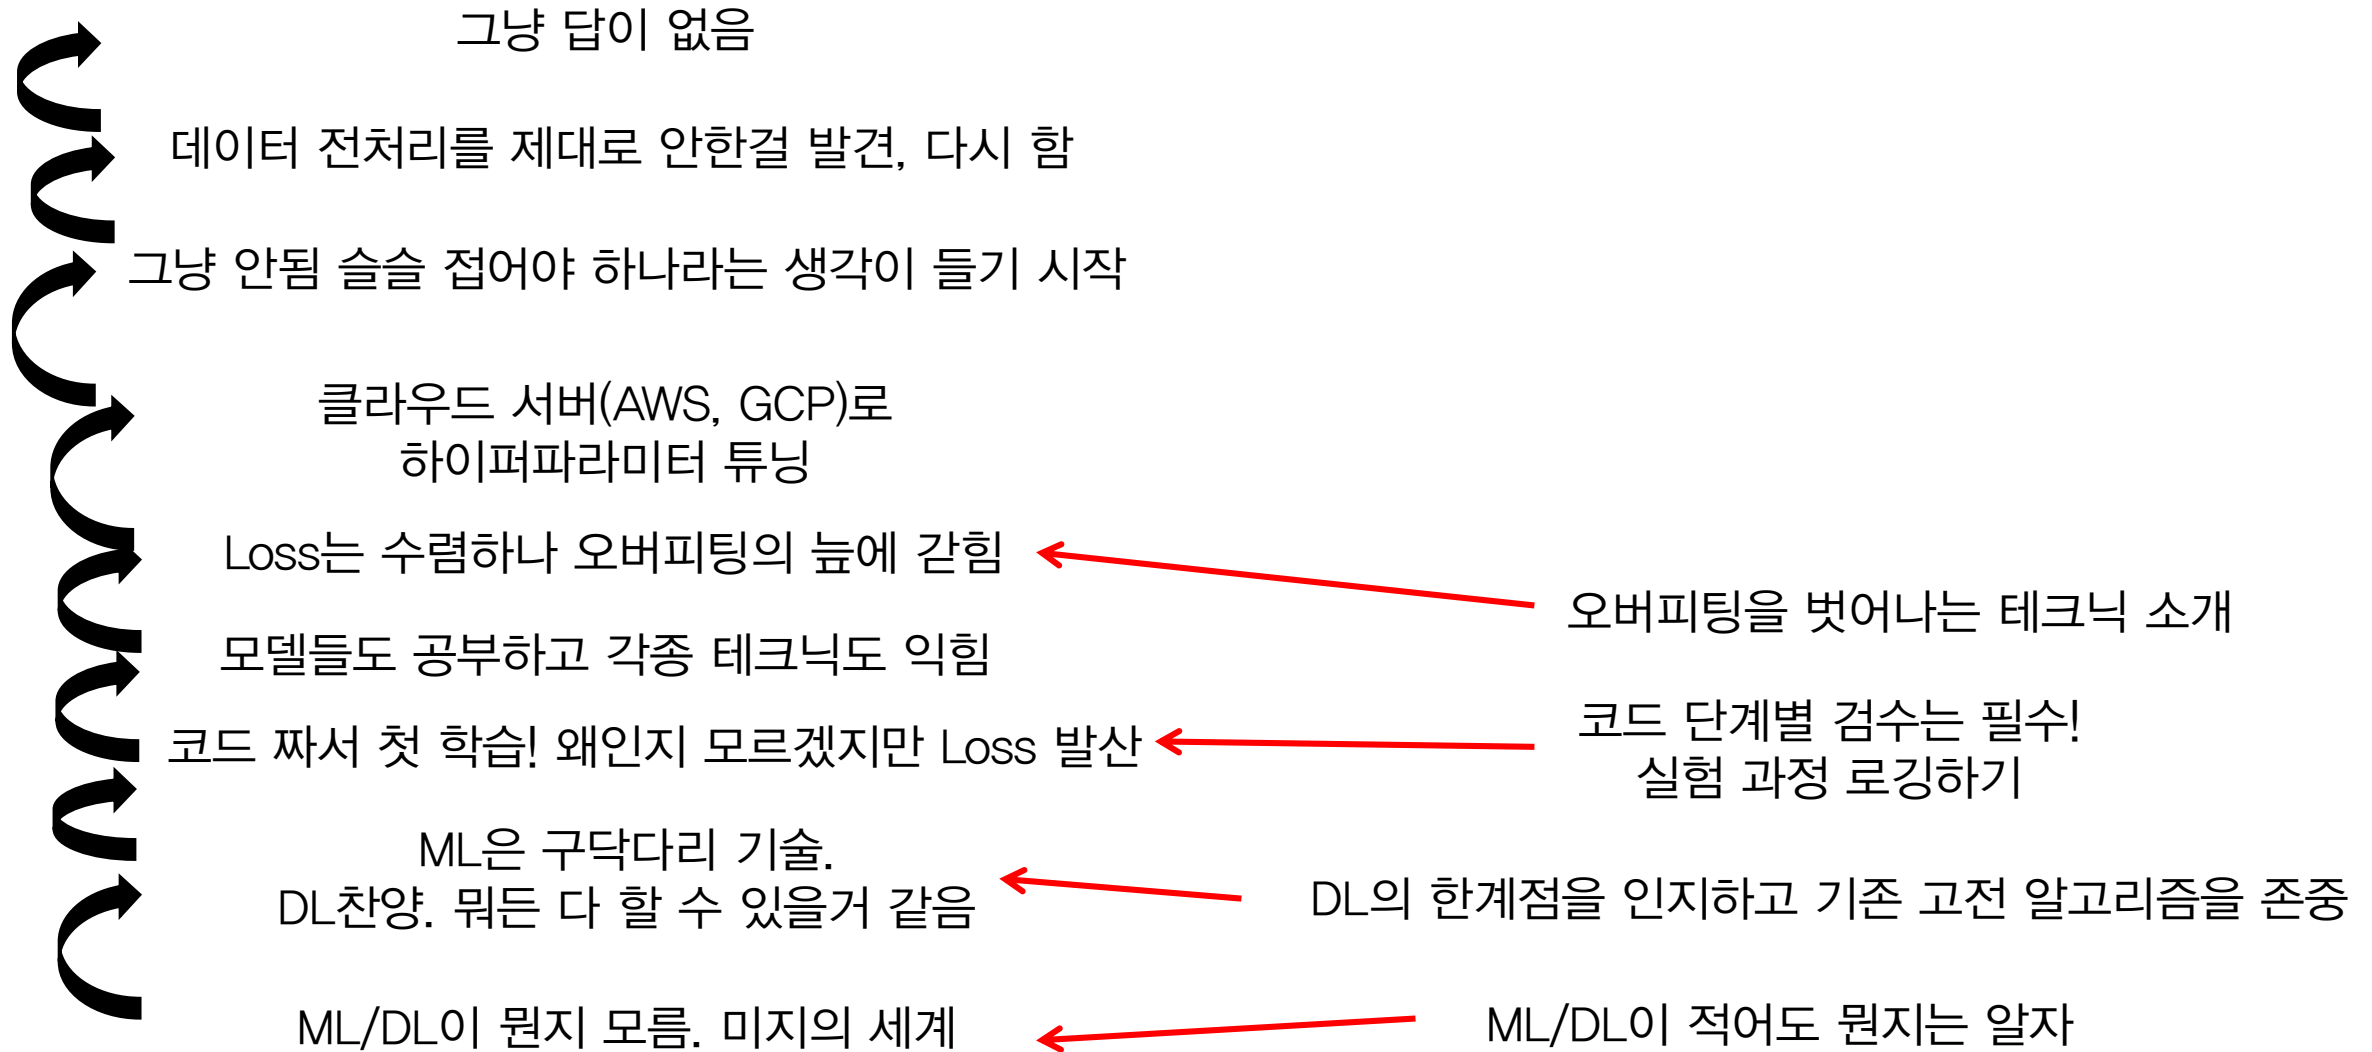 그냥 답이 없음
데이터 전처리를 제대로 안한걸 발견, 다시 함
그냥 안됨 슬슬 접어야 하나라는 생각이 들기 시작
클라우드 서버(AWS, GCP)로
하이퍼파라미터 튜닝
Loss는 수렴하나 오버피팅의 늪에 갇힘
오버피팅을 벗어나는 테크닉 소개
모델들도 공부하고 각종 테크닉도 익힘
코드 짜서 첫 학습! 왜인지 모르겠지만 Loss 발산
코드 단계별 검수는 필수!
실험 과정 로깅하기
ML은 구닥다리 기술.
DL찬양. 뭐든 다 할 수 있을거 같음
DL의 한계점을 인지하고 기존 고전 알고리즘을 존중
ML/DL이 뭔지 모름. 미지의 세계
ML/DL이 적어도 뭔지는 알자